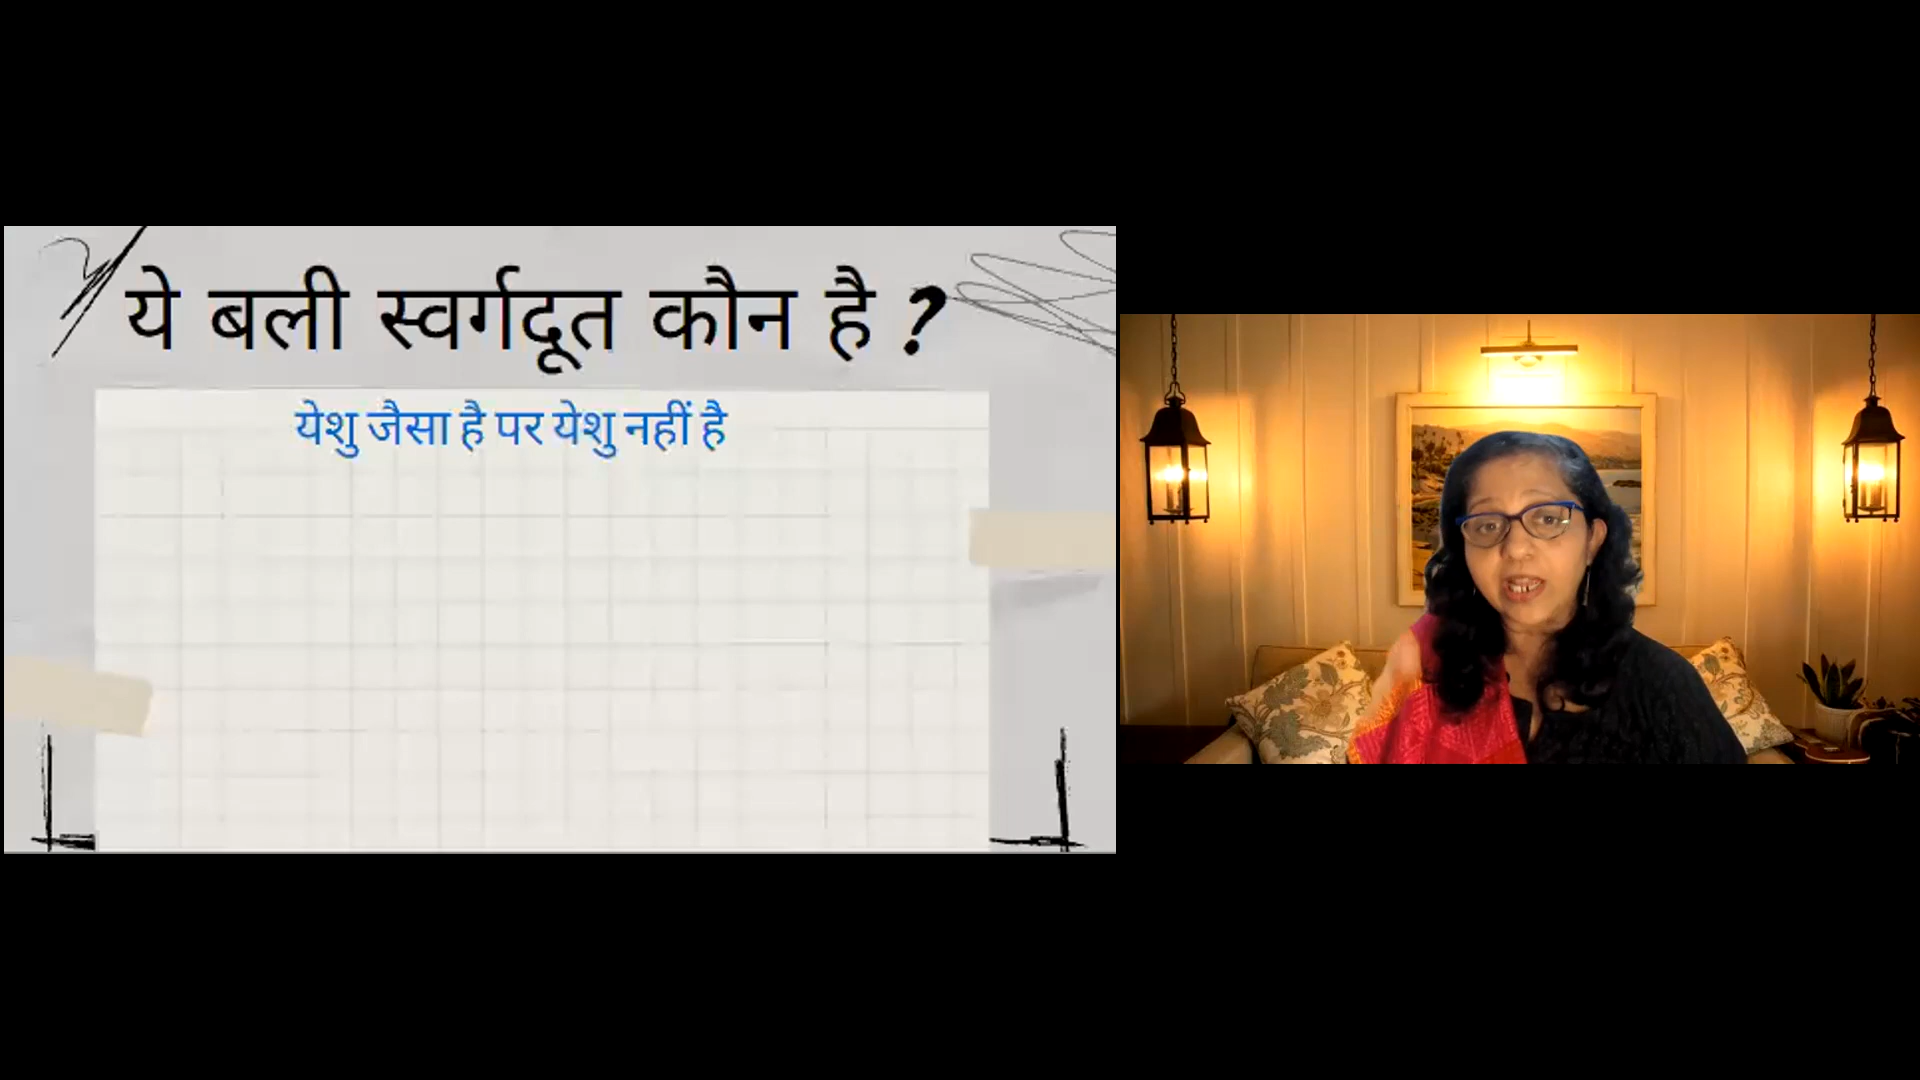 ये बली स्वर्गदूत कौन है ?
येशु जैसा है पर येशु नहीं है